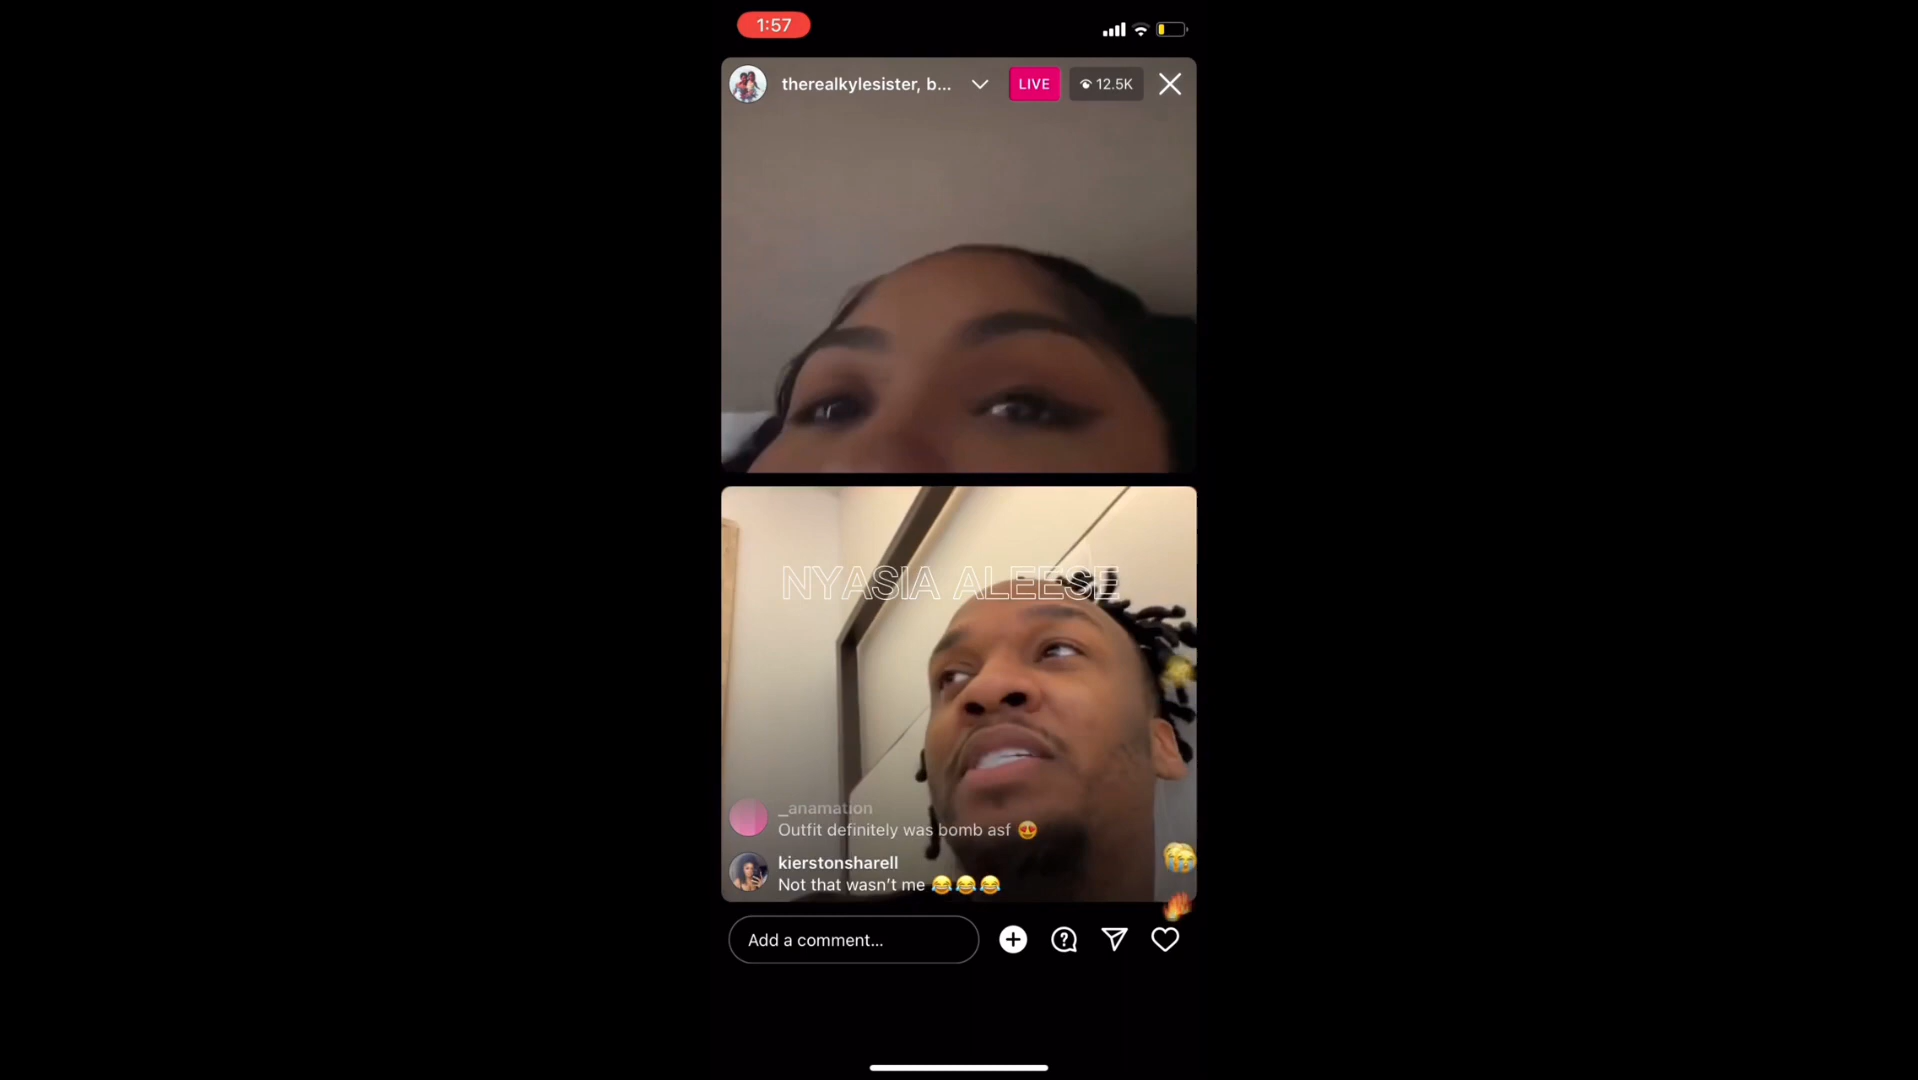 1:57
therealkylesister, b...
LIVE
12.5K
NYASIA ALEESE
_anamation
Outfit definitely was bomb asf 😍
kierstonsharell
Not that wasn’t me 😂😂😂
Add a comment...